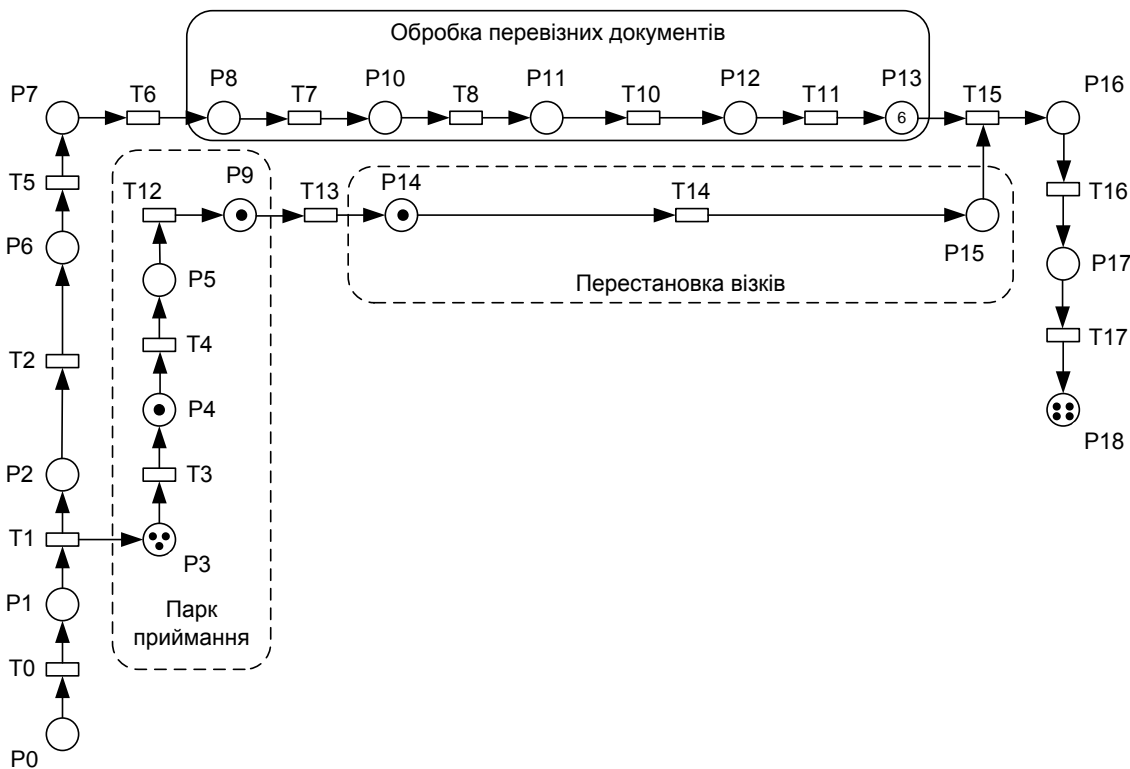 Обробка перевізних документів
P7
T6
P8
T7
P10
T8
P11
T10
P12
T11
P13
T15
P16
6
T5
T12
P9
T13
P14
T14
T16
P6
P5
P15
P17
Перестановка візків
T2
T4
T17
P4
P18
P2
T3
T1
P3
P1
Парк
приймання
T0
P0